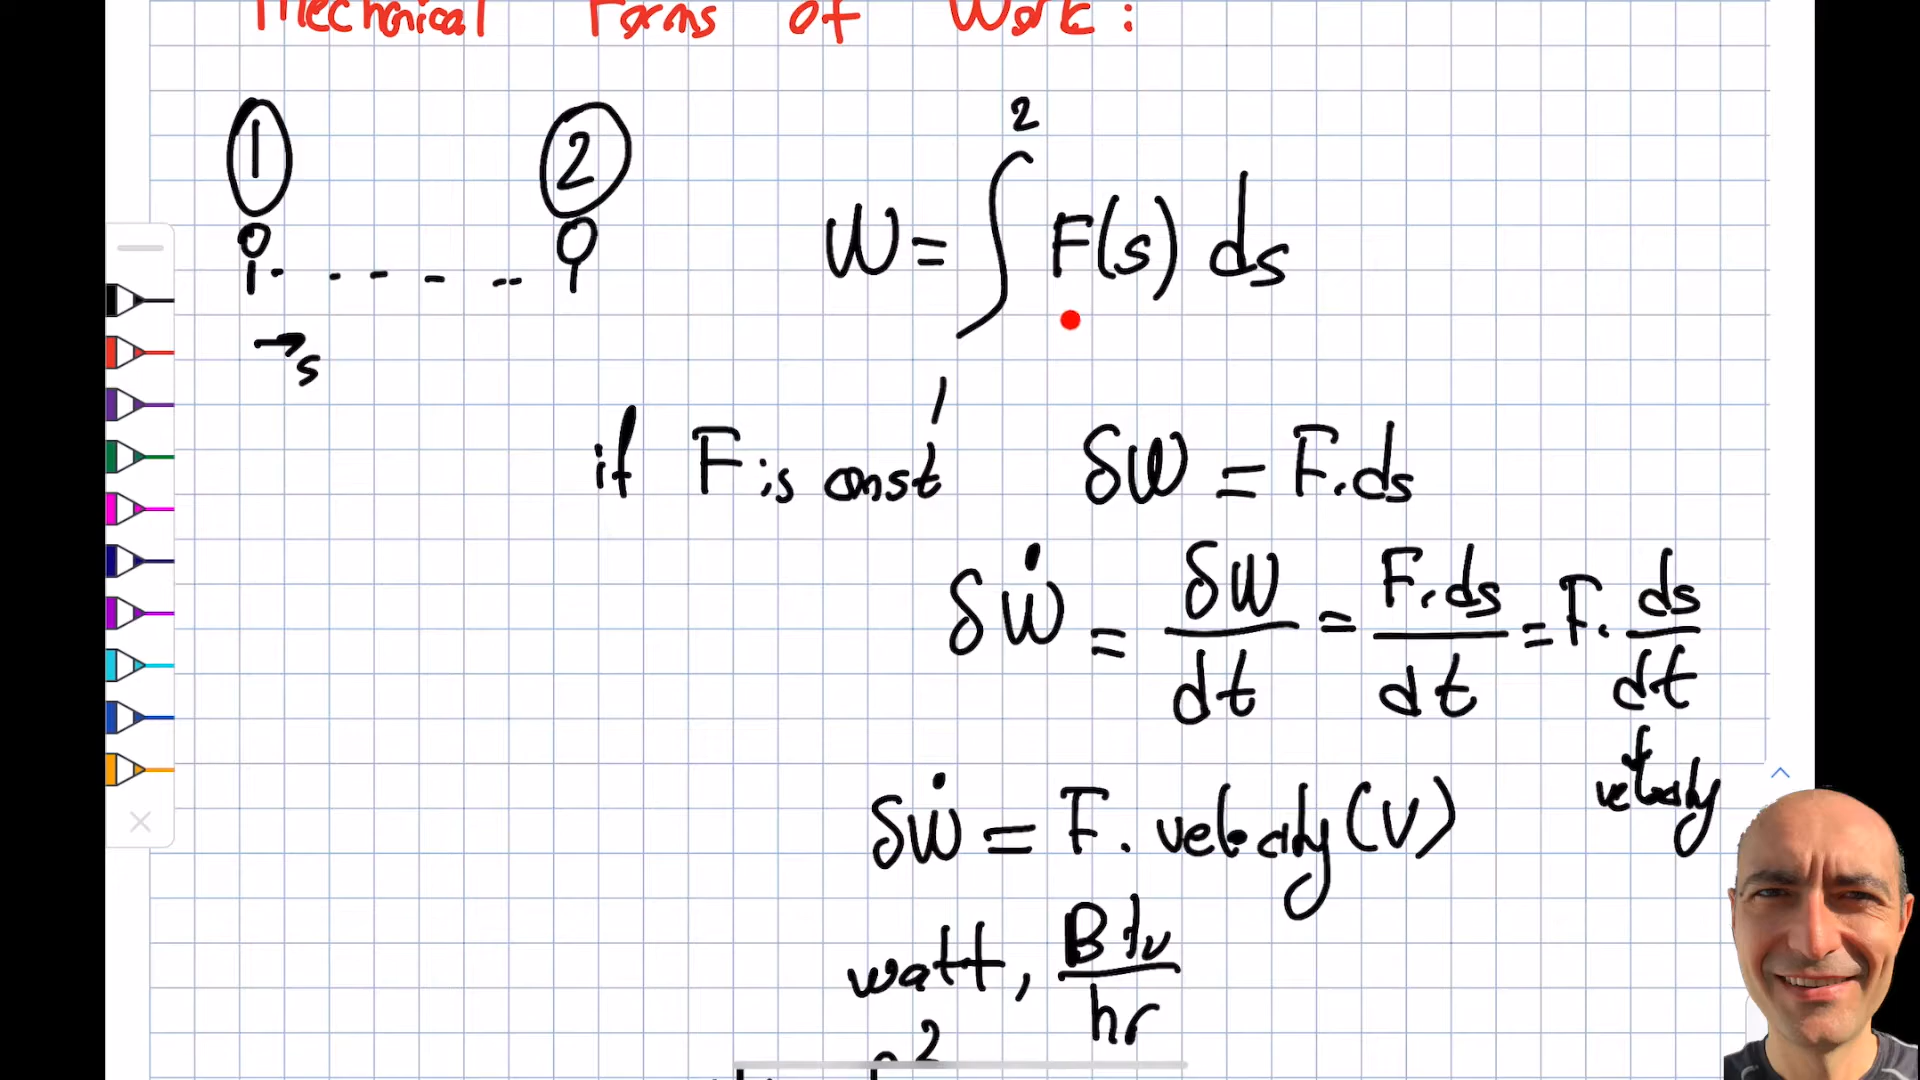 Mechanical Forms of Work:
1 2
W = ∫₁² F(s) ds
s
if F is const δW = F.ds
δẆ = δW/dt = F.ds/dt = F. ds/dt
velocity
δẆ = F. velocity (V)
watt, Btu/hr
2